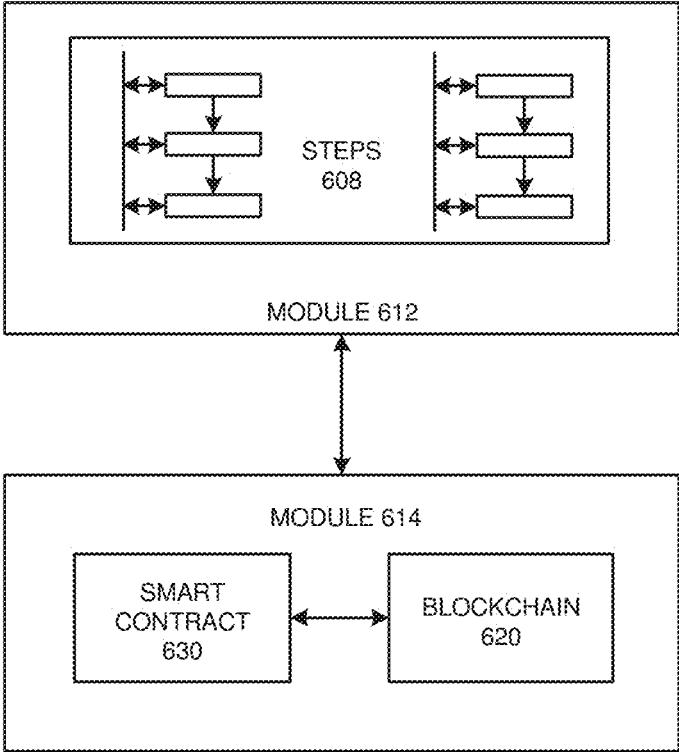 STEPS
608
MODULE 612
MODULE 614
SMART
CONTRACT
630
BLOCKCHAIN
620